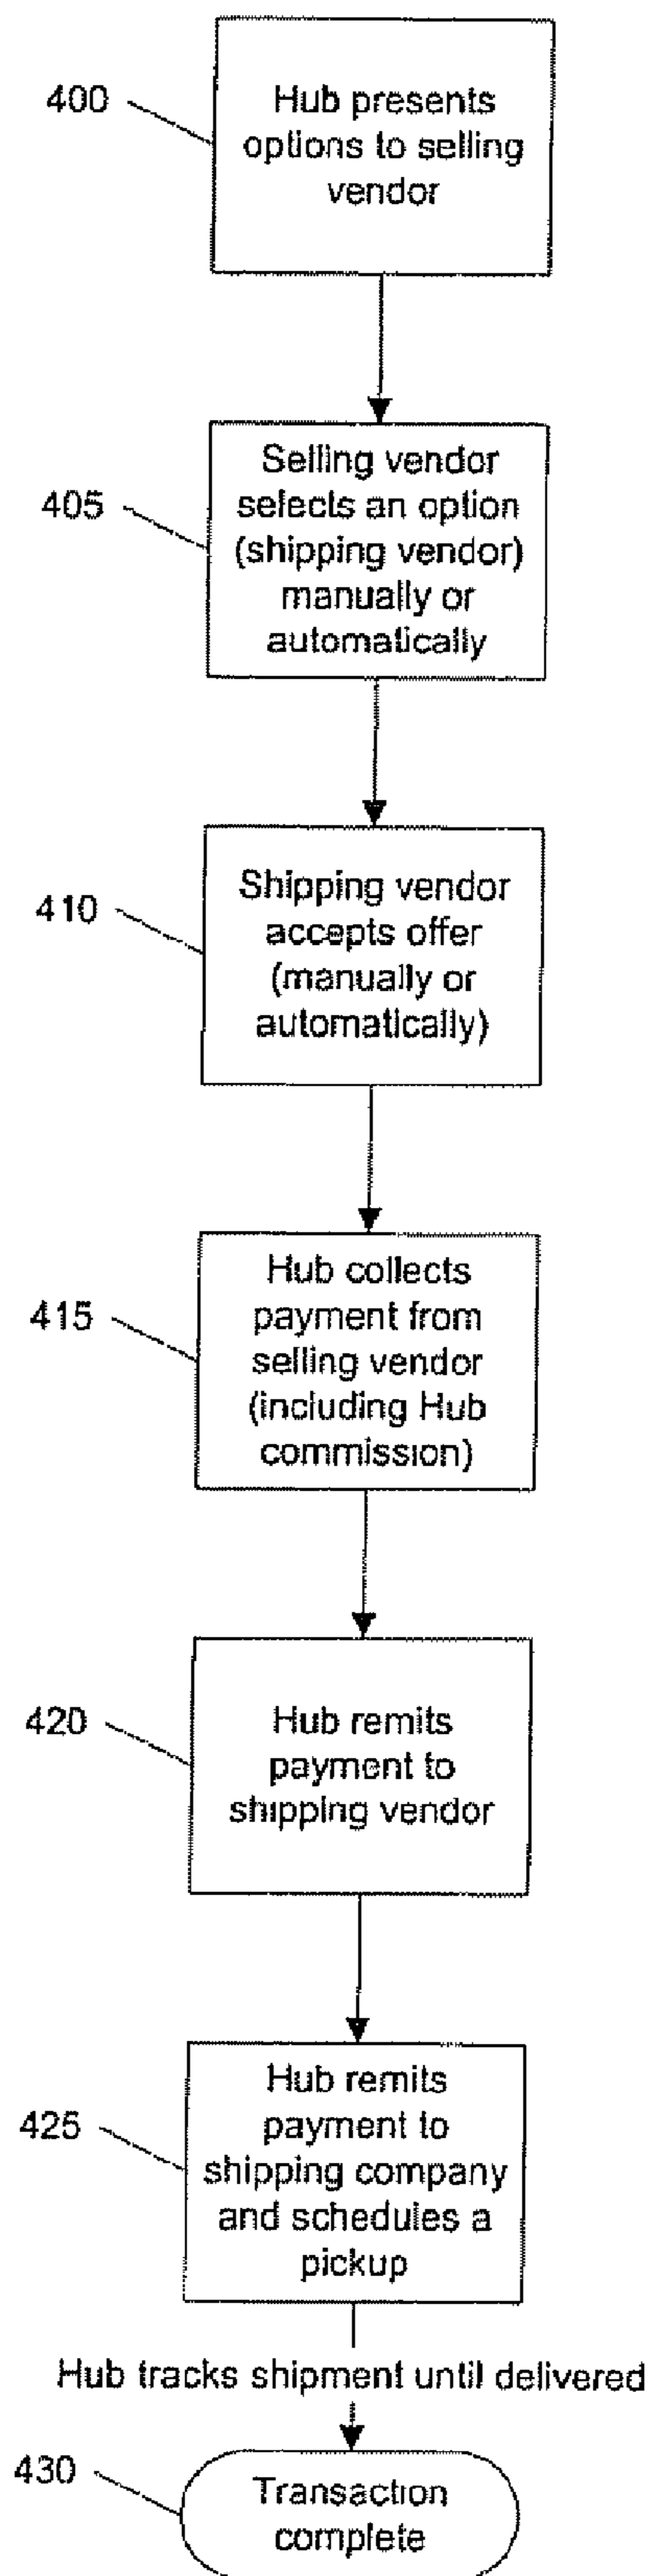 400
Hub presents
options to selling
vendor
405
Selling vendor
selects an option
(shipping vendor)
manually or
automatically
410
Shipping vendor
accepts offer
(manually or
automatically)
415
Hub collects
payment from
selling vendor
(including Hub
commission)
420
Hub remits
payment to
shipping vendor
425
Hub remits
payment to
shipping company
and schedules a
pickup
Hub tracks shipment until delivered
430
Transaction
complete